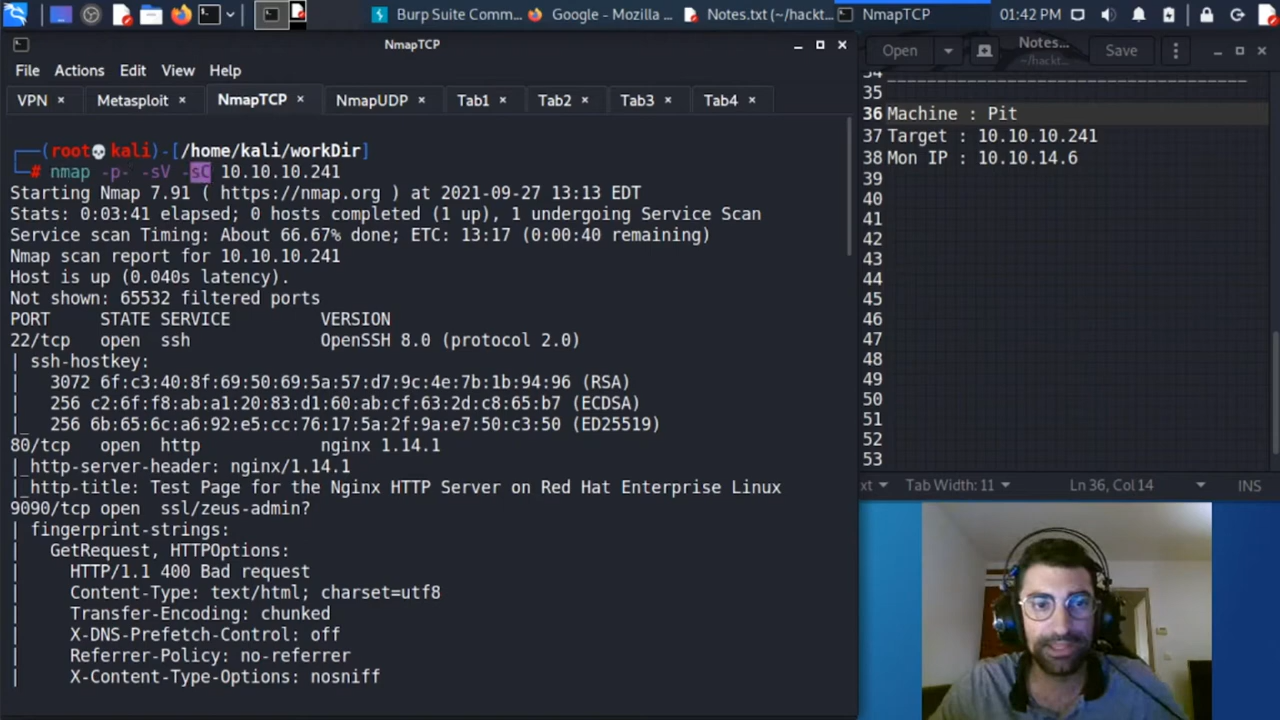 Burp Suite Comm...
Google - Mozilla ...
Notes.txt (~/hackt...
NmapTCP
01:42 PM
NmapTCP
File Actions Edit View Help
VPN × Metasploit × NmapTCP × NmapUDP × Tab1 × Tab2 × Tab3 × Tab4 ×
┌──(root💀kali)-[/home/kali/workDir]
└─# nmap -p- -sV -sC 10.10.10.241
Starting Nmap 7.91 ( https://nmap.org ) at 2021-09-27 13:13 EDT
Stats: 0:03:41 elapsed; 0 hosts completed (1 up), 1 undergoing Service Scan
Service scan Timing: About 66.67% done; ETC: 13:17 (0:00:40 remaining)
Nmap scan report for 10.10.10.241
Host is up (0.040s latency).
Not shown: 65532 filtered ports
PORT     STATE SERVICE         VERSION
22/tcp   open  ssh             OpenSSH 8.0 (protocol 2.0)
| ssh-hostkey:
|   3072 6f:c3:40:8f:69:50:69:5a:57:d7:9c:4e:7b:1b:94:96 (RSA)
|   256 c2:6f:f8:ab:a1:20:83:d1:60:ab:cf:63:2d:c8:65:b7 (ECDSA)
|_  256 6b:65:6c:a6:92:e5:cc:76:17:5a:2f:9a:e7:50:c3:50 (ED25519)
80/tcp   open  http            nginx 1.14.1
|_http-server-header: nginx/1.14.1
|_http-title: Test Page for the Nginx HTTP Server on Red Hat Enterprise Linux
9090/tcp open  ssl/zeus-admin?
| fingerprint-strings:
|   GetRequest, HTTPOptions:
|     HTTP/1.1 400 Bad request
|     Content-Type: text/html; charset=utf8
|     Transfer-Encoding: chunked
|     X-DNS-Prefetch-Control: off
|     Referrer-Policy: no-referrer
|     X-Content-Type-Options: nosniff
Open
Notes...
~/hackt...
Save
34 ____________________________________
35
36 Machine : Pit
37 Target : 10.10.10.241
38 Mon IP : 10.10.14.6
39
40
41
42
43
44
45
46
47
48
49
50
51
52
53
xt Tab Width: 11 Ln 36, Col 14 INS